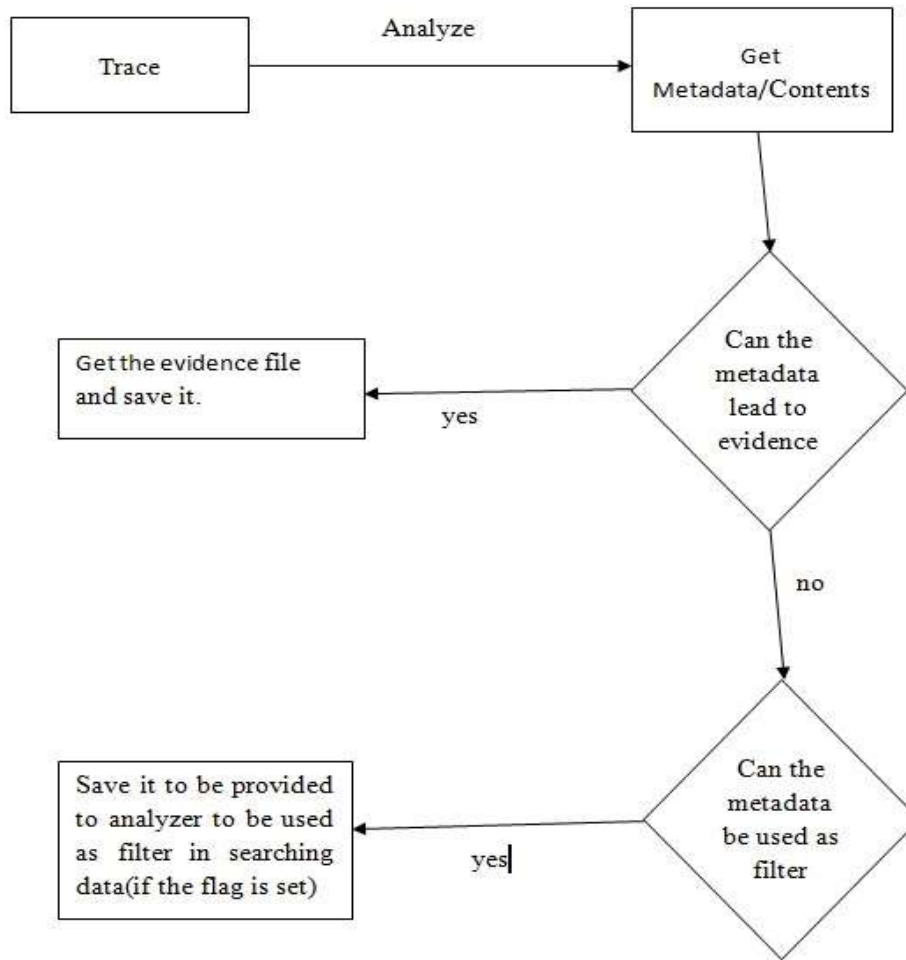 Analyze
Trace
Get
Metadata/Contents
Can the
metadata
lead to
evidence
Get the evidence file
and save it.
yes
no
Can the
metadata
be used as
filter
Save it to be provided
to analyzer to be used
as filter in searching
data(if the flag is set)
yes